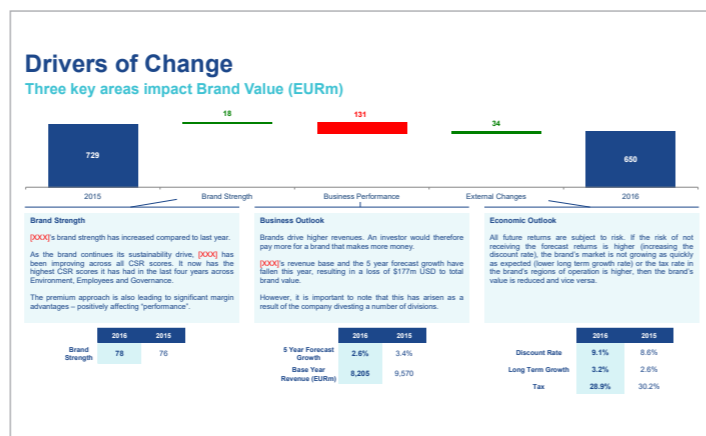 Drivers of Change
Three key areas impact Brand Value (EURm)
729
18
131
34
650
2015
Brand Strength
Business Performance
External Changes
2016
Brand Strength
[XXX]'s brand strength has increased compared to last year.
As the brand continues its sustainability drive, [XXX] has
been improving across all CSR scores. It now has the
highest CSR scores it has had in the last four years across
Environment, Employees and Governance.
The premium approach is also leading to significant margin
advantages – positively affecting "performance".
2016 2015
Brand
Strength 78 76
Business Outlook
Brands drive higher revenues. An investor would therefore
pay more for a brand that makes more money.
[XXX]'s revenue base and the 5 year forecast growth have
fallen this year, resulting in a loss of $177m USD to total
brand value.
However, it is important to note that this has arisen as a
result of the company divesting a number of divisions.
2016 2015
5 Year Forecast
Growth 2.6% 3.4%
Base Year
Revenue (EURm) 8,205 9,570
Economic Outlook
All future returns are subject to risk. If the risk of not
receiving the forecast returns is higher (increasing the
discount rate), the brand's market is not growing as quickly
as expected (lower long term growth rate) or the tax rate in
the brand's regions of operation is higher, then the brand's
value is reduced and vice versa.
2016 2015
Discount Rate 9.1% 8.6%
Long Term Growth 3.2% 2.6%
Tax 28.9% 30.2%